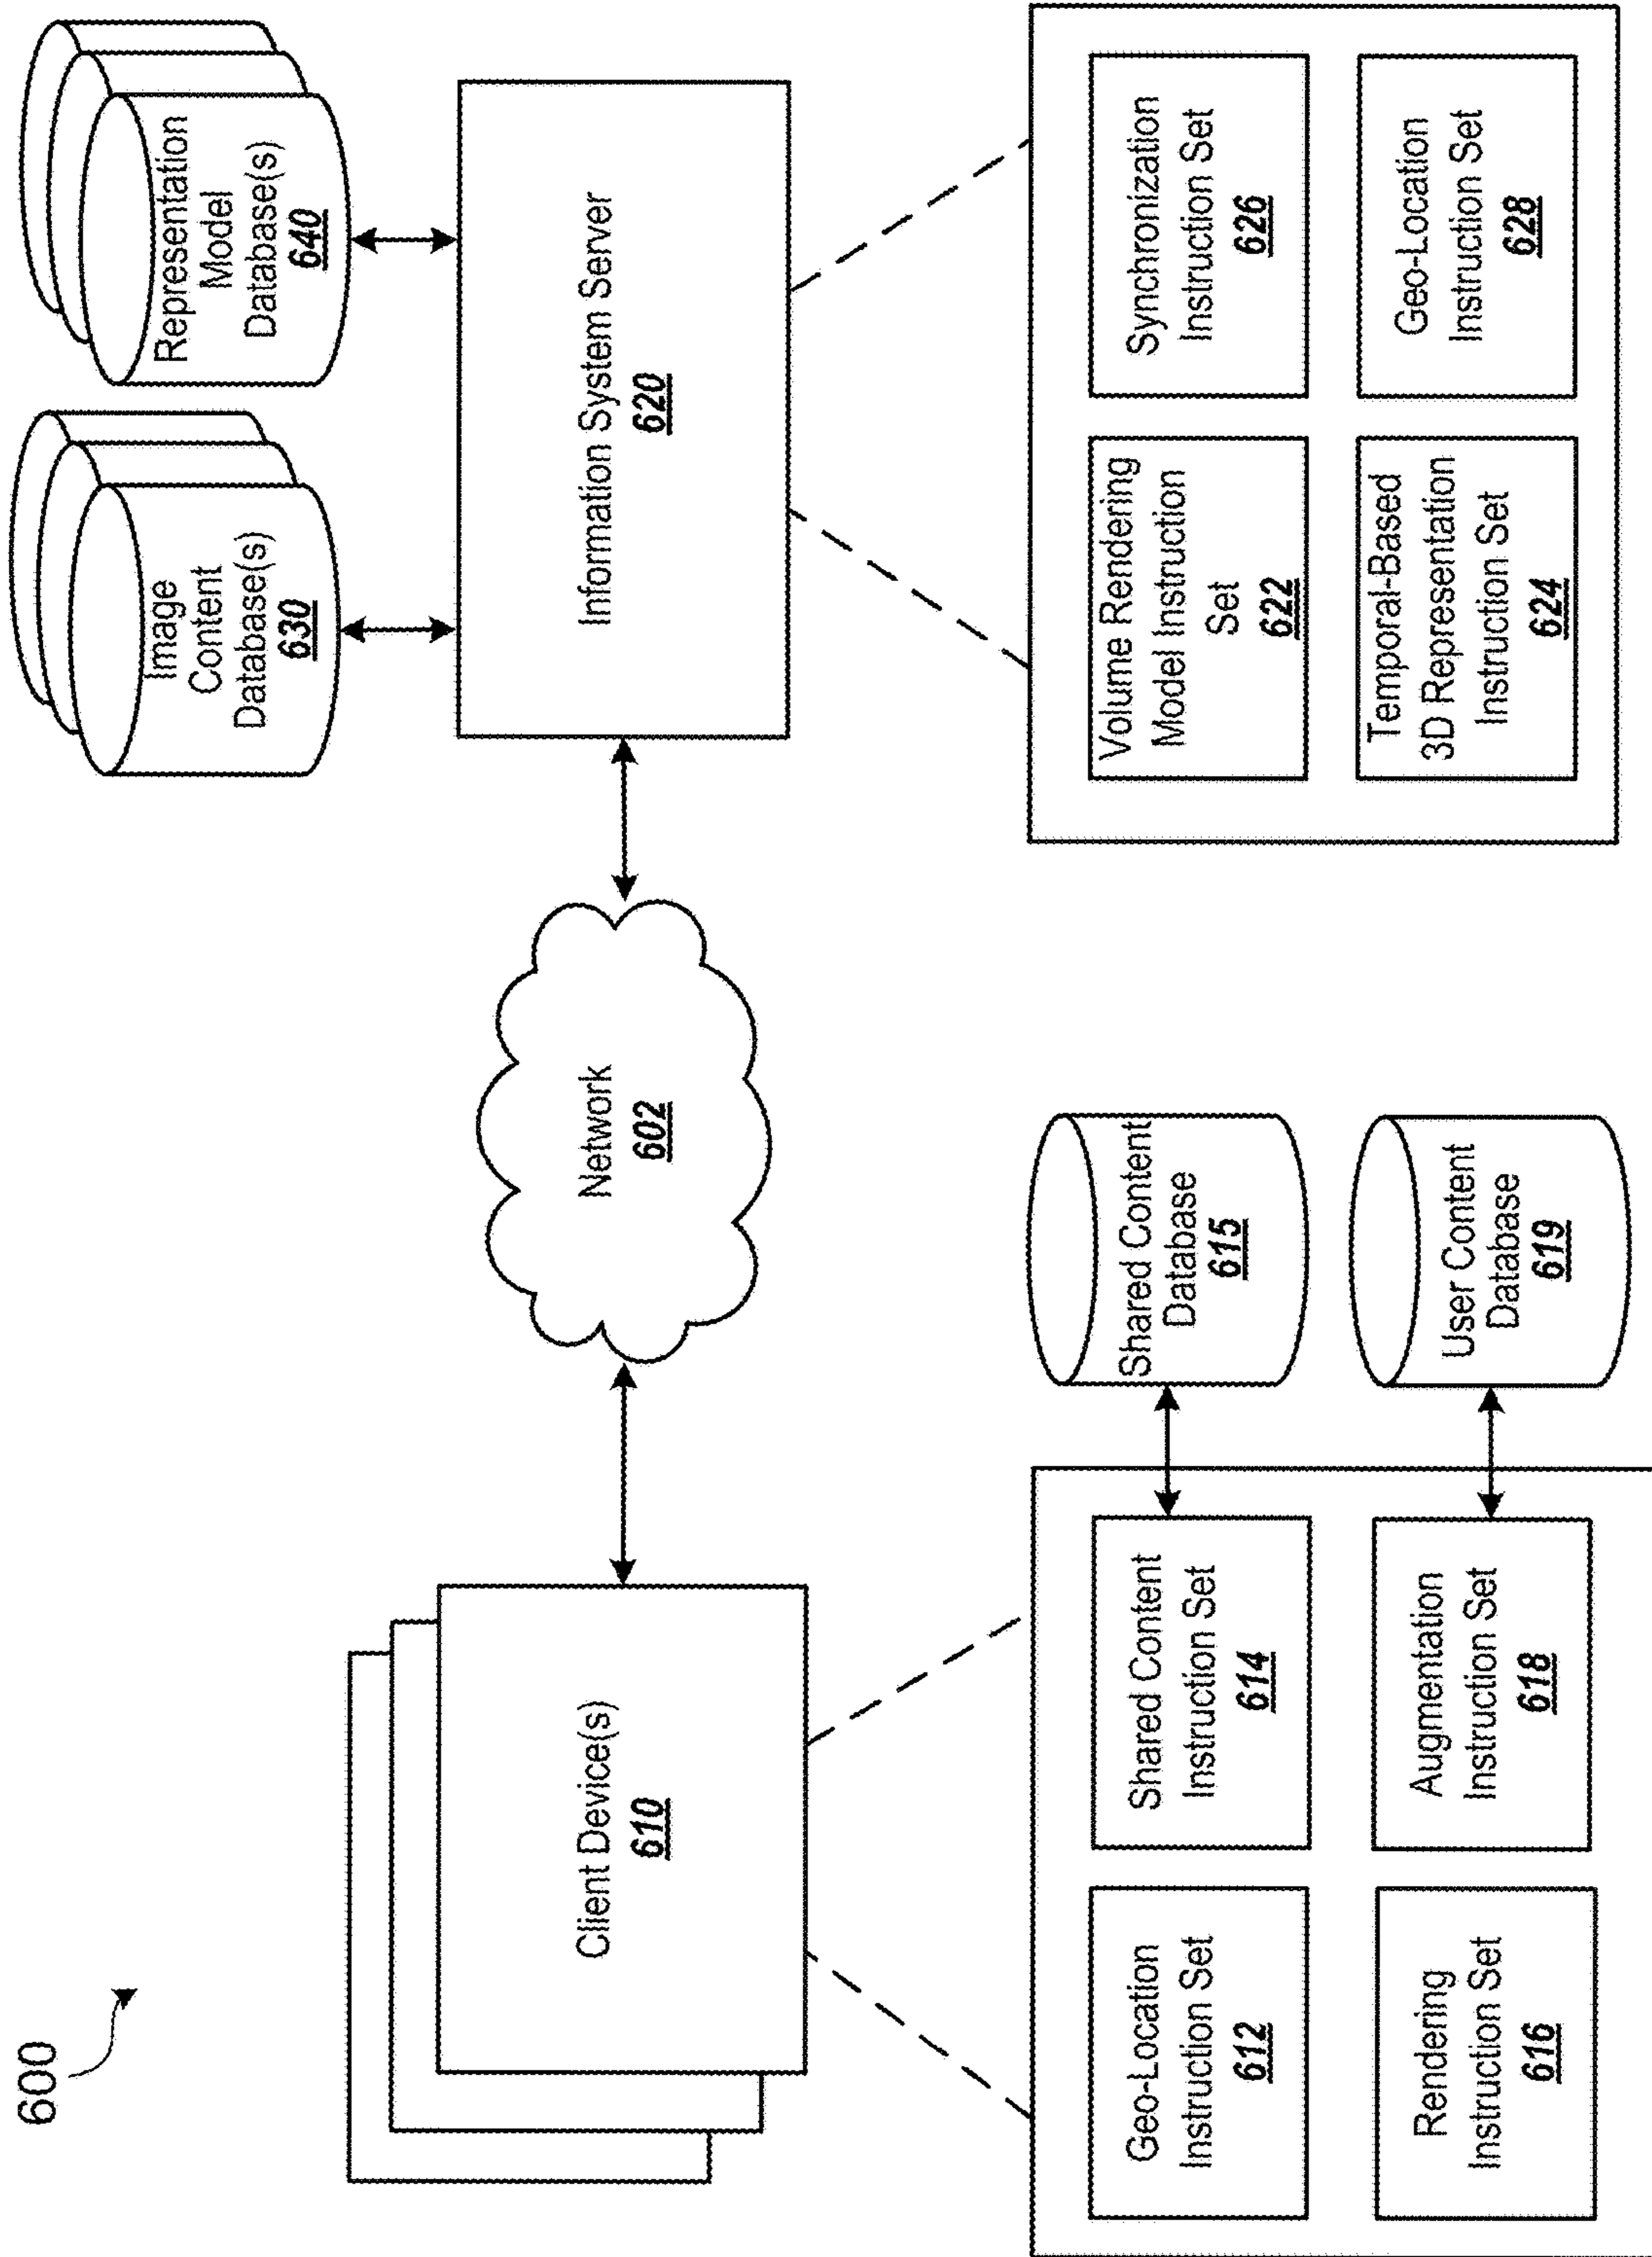 600
Image
Content
Database(s)
630
Representation
Model
Database(s)
640
Client Device(s)
610
Network
602
Information System Server
620
Geo-Location
Instruction Set
612
Shared Content
Instruction Set
614
Shared Content
Database
615
Rendering
Instruction Set
616
Augmentation
Instruction Set
618
User Content
Database
619
Volume Rendering
Model Instruction
Set
622
Synchronization
Instruction Set
626
Temporal-Based
3D Representation
Instruction Set
624
Geo-Location
Instruction Set
628